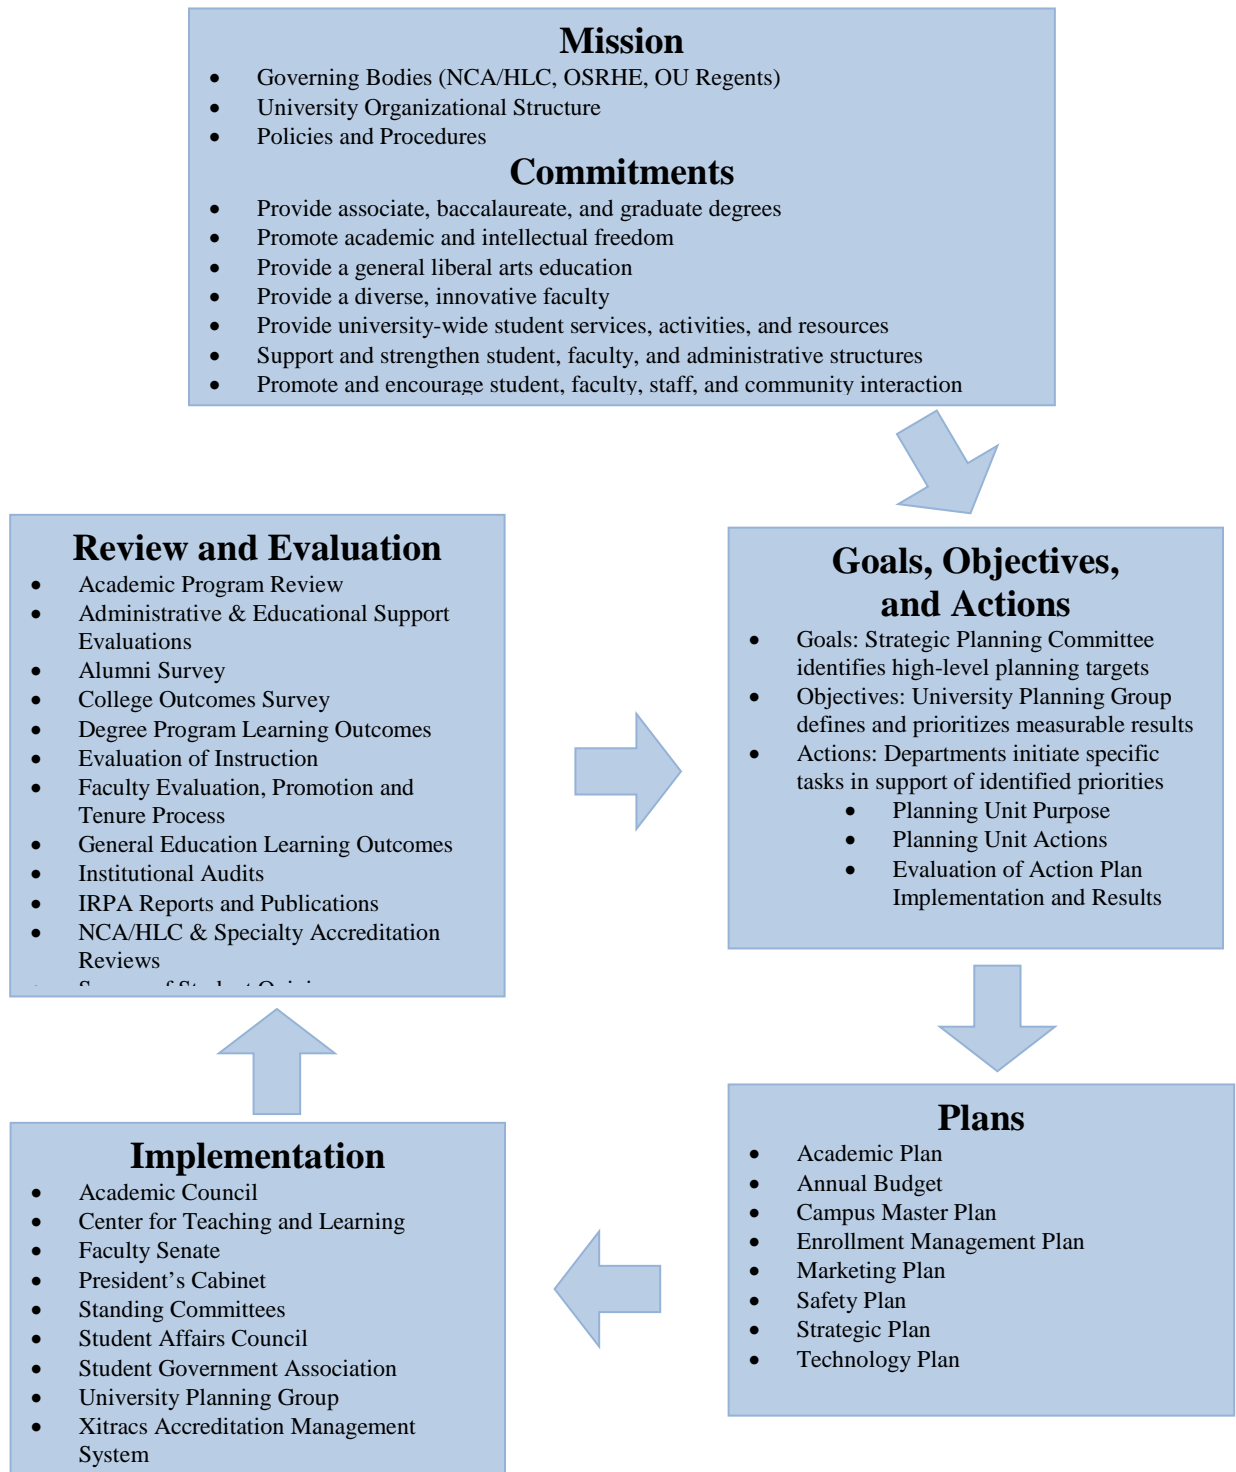 Mission
• Governing Bodies (NCA/HLC, OSRHE, OU Regents)
• University Organizational Structure
• Policies and Procedures
Commitments
• Provide associate, baccalaureate, and graduate degrees
• Promote academic and intellectual freedom
• Provide a general liberal arts education
• Provide a diverse, innovative faculty
• Provide university-wide student services, activities, and resources
• Support and strengthen student, faculty, and administrative structures
• Promote and encourage student, faculty, staff, and community interaction
Review and Evaluation
• Academic Program Review
• Administrative & Educational Support
Evaluations
• Alumni Survey
• College Outcomes Survey
• Degree Program Learning Outcomes
• Evaluation of Instruction
• Faculty Evaluation, Promotion and
Tenure Process
• General Education Learning Outcomes
• Institutional Audits
• IRPA Reports and Publications
• NCA/HLC & Specialty Accreditation
Reviews
Goals, Objectives,
and Actions
• Goals: Strategic Planning Committee
identifies high-level planning targets
• Objectives: University Planning Group
defines and prioritizes measurable results
• Actions: Departments initiate specific
tasks in support of identified priorities
• Planning Unit Purpose
• Planning Unit Actions
• Evaluation of Action Plan
Implementation and Results
Plans
• Academic Plan
• Annual Budget
• Campus Master Plan
• Enrollment Management Plan
• Marketing Plan
• Safety Plan
• Strategic Plan
• Technology Plan
Implementation
• Academic Council
• Center for Teaching and Learning
• Faculty Senate
• President’s Cabinet
• Standing Committees
• Student Affairs Council
• Student Government Association
• University Planning Group
• Xitracs Accreditation Management
System